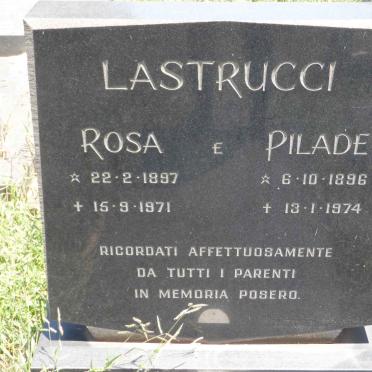 LASTRUCCI
ROSA E PILADE
☆ 22-2-1897 ☆ 6-10-1896
✝ 15-9-1971 ✝ 13-1-1974
RICORDATI AFFETTUOSAMENTE
DA TUTTI I PARENTI
IN MEMORIA POSERO.